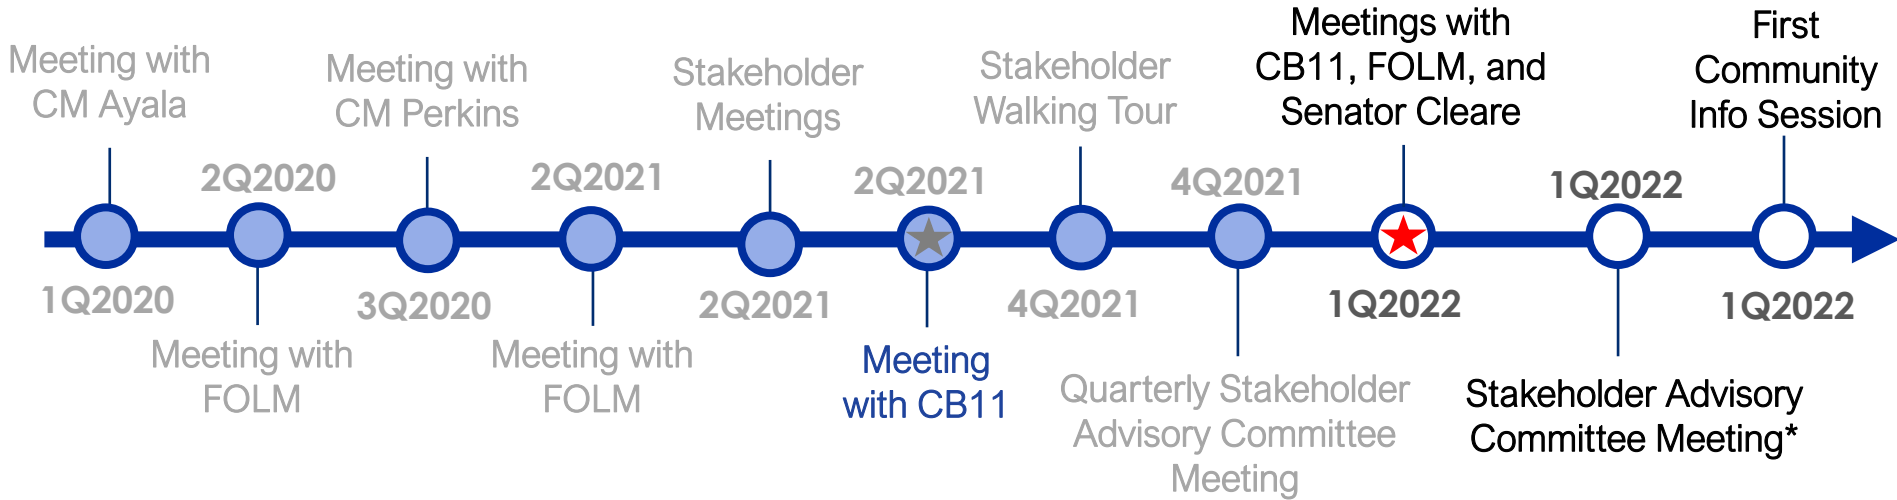 Meeting with
CM Ayala
1Q2020
2Q2020
Meeting with
FOLM
Meeting with
CM Perkins
3Q2020
2Q2021
Meeting with
FOLM
Stakeholder
Meetings
2Q2021
2Q2021
Meeting
with CB11
Stakeholder
Walking Tour
4Q2021
4Q2021
Quarterly Stakeholder
Advisory Committee
Meeting
Meetings with
CB11, FOLM, and
Senator Cleare
1Q2022
1Q2022
Stakeholder Advisory
Committee Meeting*
First
Community
Info Session
1Q2022